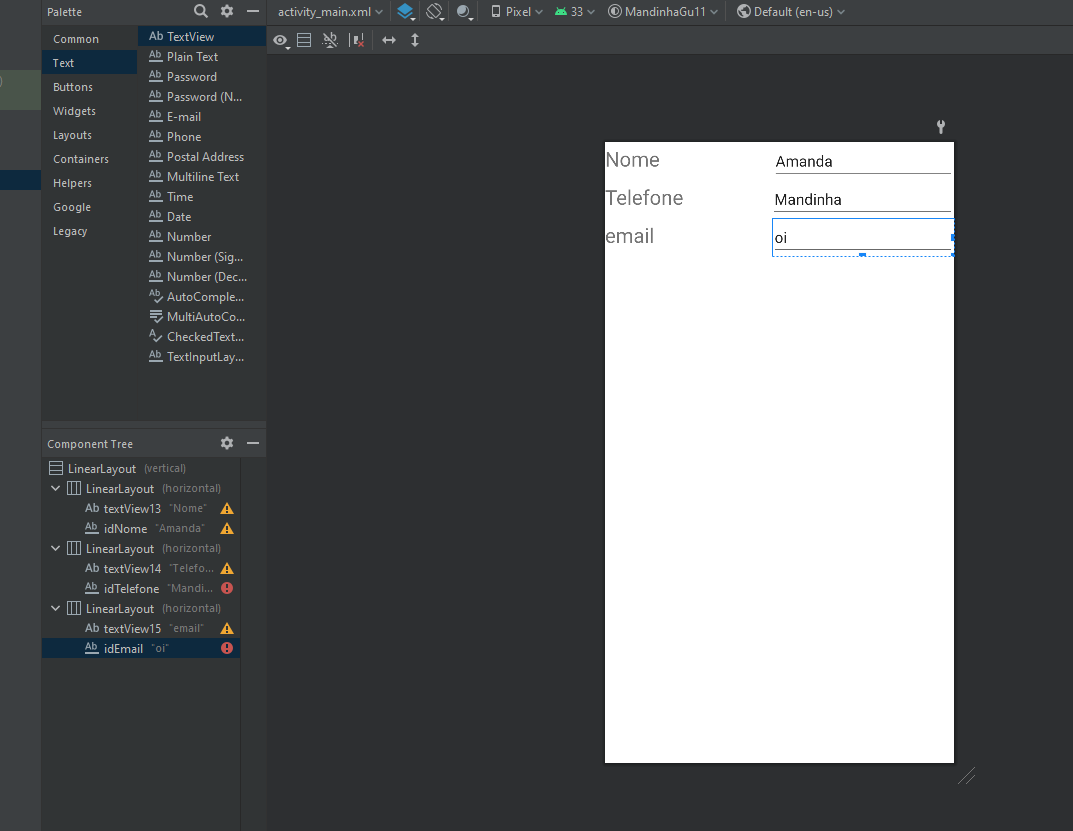 Palette
activity_main.xml
Pixel
33
MandinhaGu11
Default (en-us)
Common
Text
Buttons
Widgets
Layouts
Containers
Helpers
Google
Legacy
Ab TextView
Ab Plain Text
Ab Password
Ab Password (N...
Ab E-mail
Ab Phone
Ab Postal Address
Ab Multiline Text
Ab Time
Ab Date
Ab Number
Ab Number (Sig...
Ab Number (Dec...
Ab AutoComple...
MultiAutoCo...
A CheckedText...
Ab TextInputLay...
Nome Amanda
Telefone Mandinha
email oi
Component Tree
LinearLayout (vertical)
LinearLayout (horizontal)
Ab textView13 "Nome"
Ab idNome "Amanda"
LinearLayout (horizontal)
Ab textView14 "Telefo...
Ab idTelefone "Mandi...
LinearLayout (horizontal)
Ab textView15 "email"
Ab idEmail "oi"